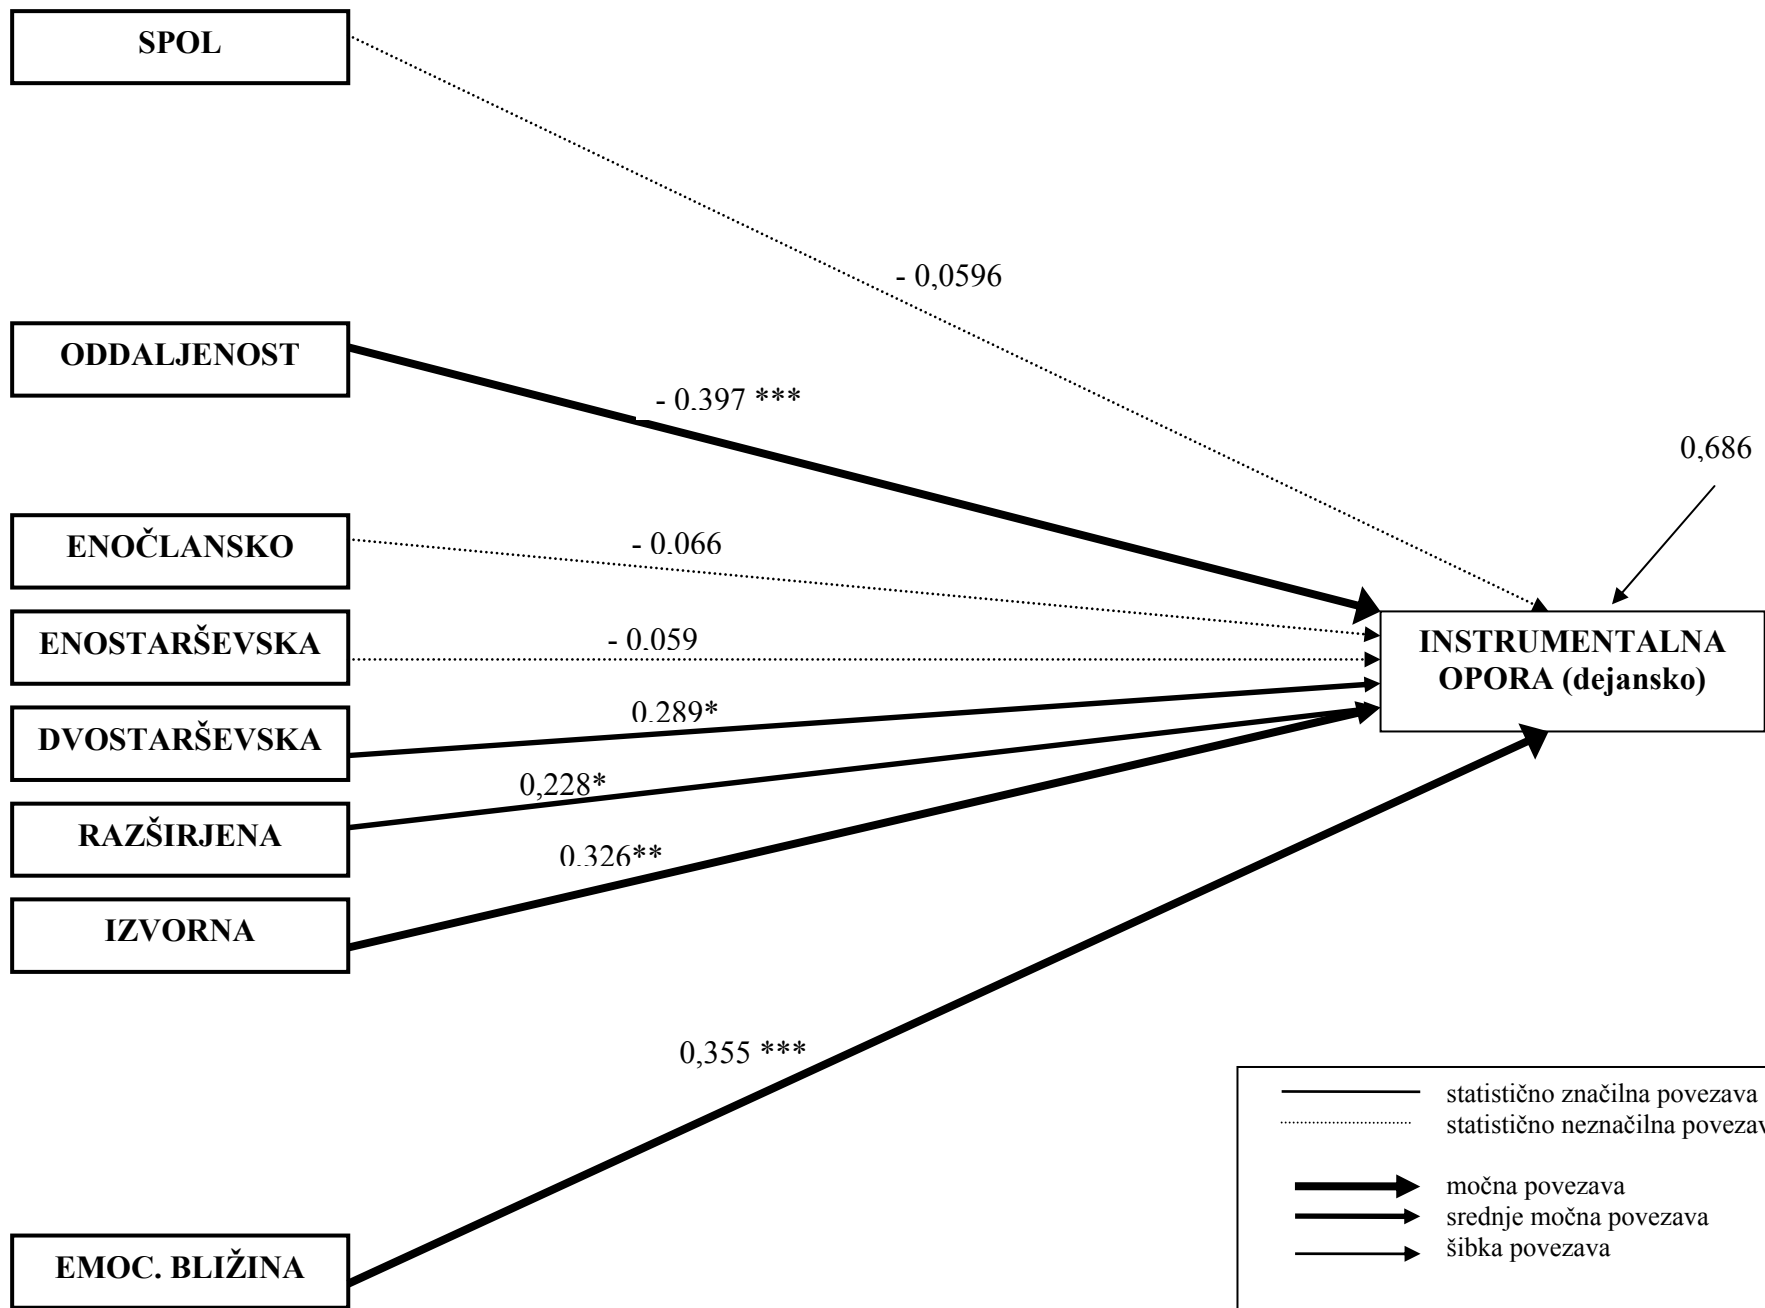 SPOL
- 0,0596
ODDALJENOST
- 0,397 ***
0,686
ENOČLANSKO
- 0,066
ENOSTARŠEVSKA
- 0,059
INSTRUMENTALNA
OPORA (dejansko)
DVOSTARŠEVSKA
0,289*
RAZŠIRJENA
0,228*
IZVORNA
0,326**
0,355 ***
EMOC. BLIŽINA
statistično značilna povezava
statistično neznačilna povezav
močna povezava
srednje močna povezava
šibka povezava